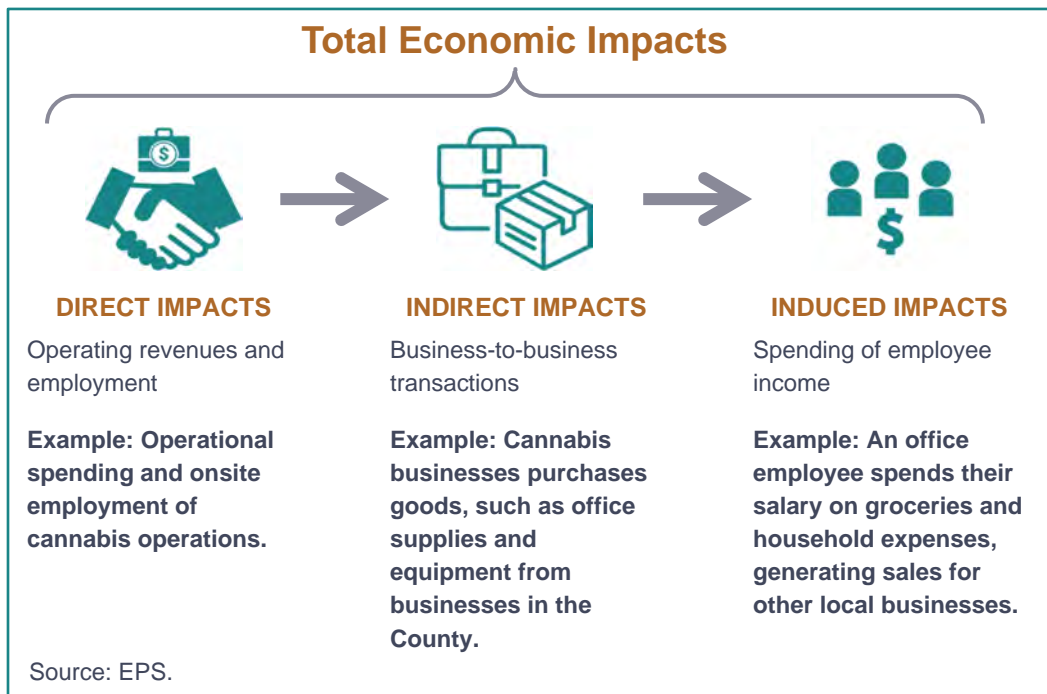 Total Economic Impacts
$
$
DIRECT IMPACTS
Operating revenues and
employment
Example: Operational
spending and onsite
employment of
cannabis operations.
INDIRECT IMPACTS
Business-to-business
transactions
Example: Cannabis
businesses purchases
goods, such as office
supplies and
equipment from
businesses in the
County.
INDUCED IMPACTS
Spending of employee
income
Example: An office
employee spends their
salary on groceries and
household expenses,
generating sales for
other local businesses.
Source: EPS.